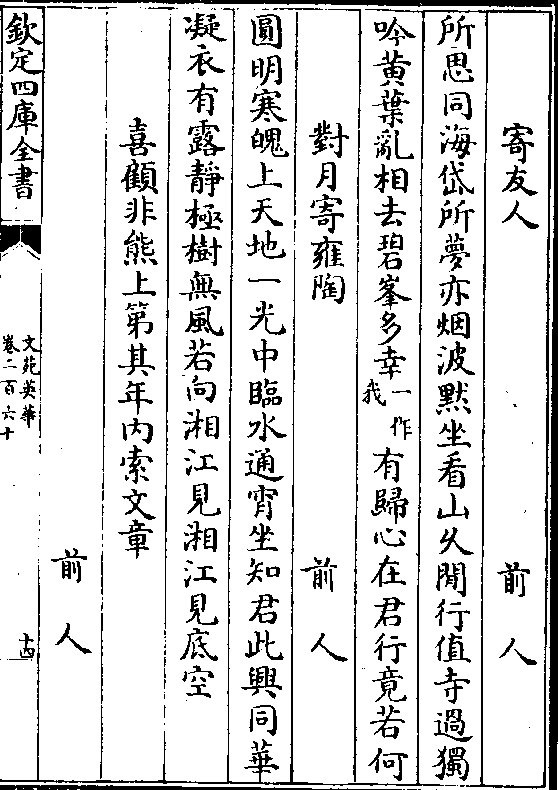 寄友人　前人
所思同海岱所夢亦烟波默坐看山久閒行值寺過獨
吟黄葉亂相去碧峯多幸一作我有歸心在君行竟若何
對月寄雍陶　前人
圓明寒魄上天地一光中臨水通宵坐知君此興同華
凝衣有露靜極樹無風若向湘江見湘江見底空
喜顧非熊上第其年内索文章
前人
欽定四庫全書
文苑英華
卷二百六十
十四